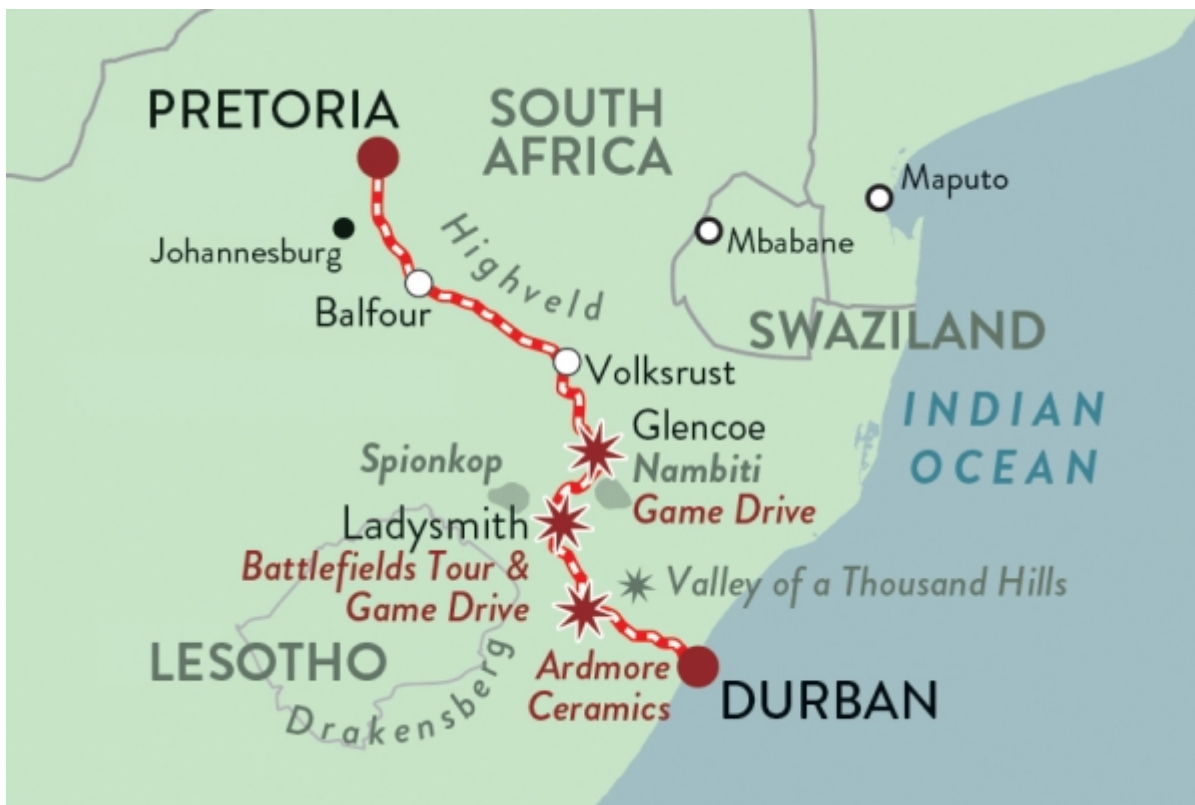 PRETORIA
SOUTH
AFRICA
Maputo
Johannesburg
Highveld
Mbabane
Balfour
SWAZILAND
Volksrust
INDIAN
OCEAN
Glencoe
Nambiti
Game Drive
Spionkop
Ladysmith
Battlefields Tour &
Game Drive
Valley of a Thousand Hills
LESOTHO
Drakensberg
Ardmore
Ceramics
DURBAN